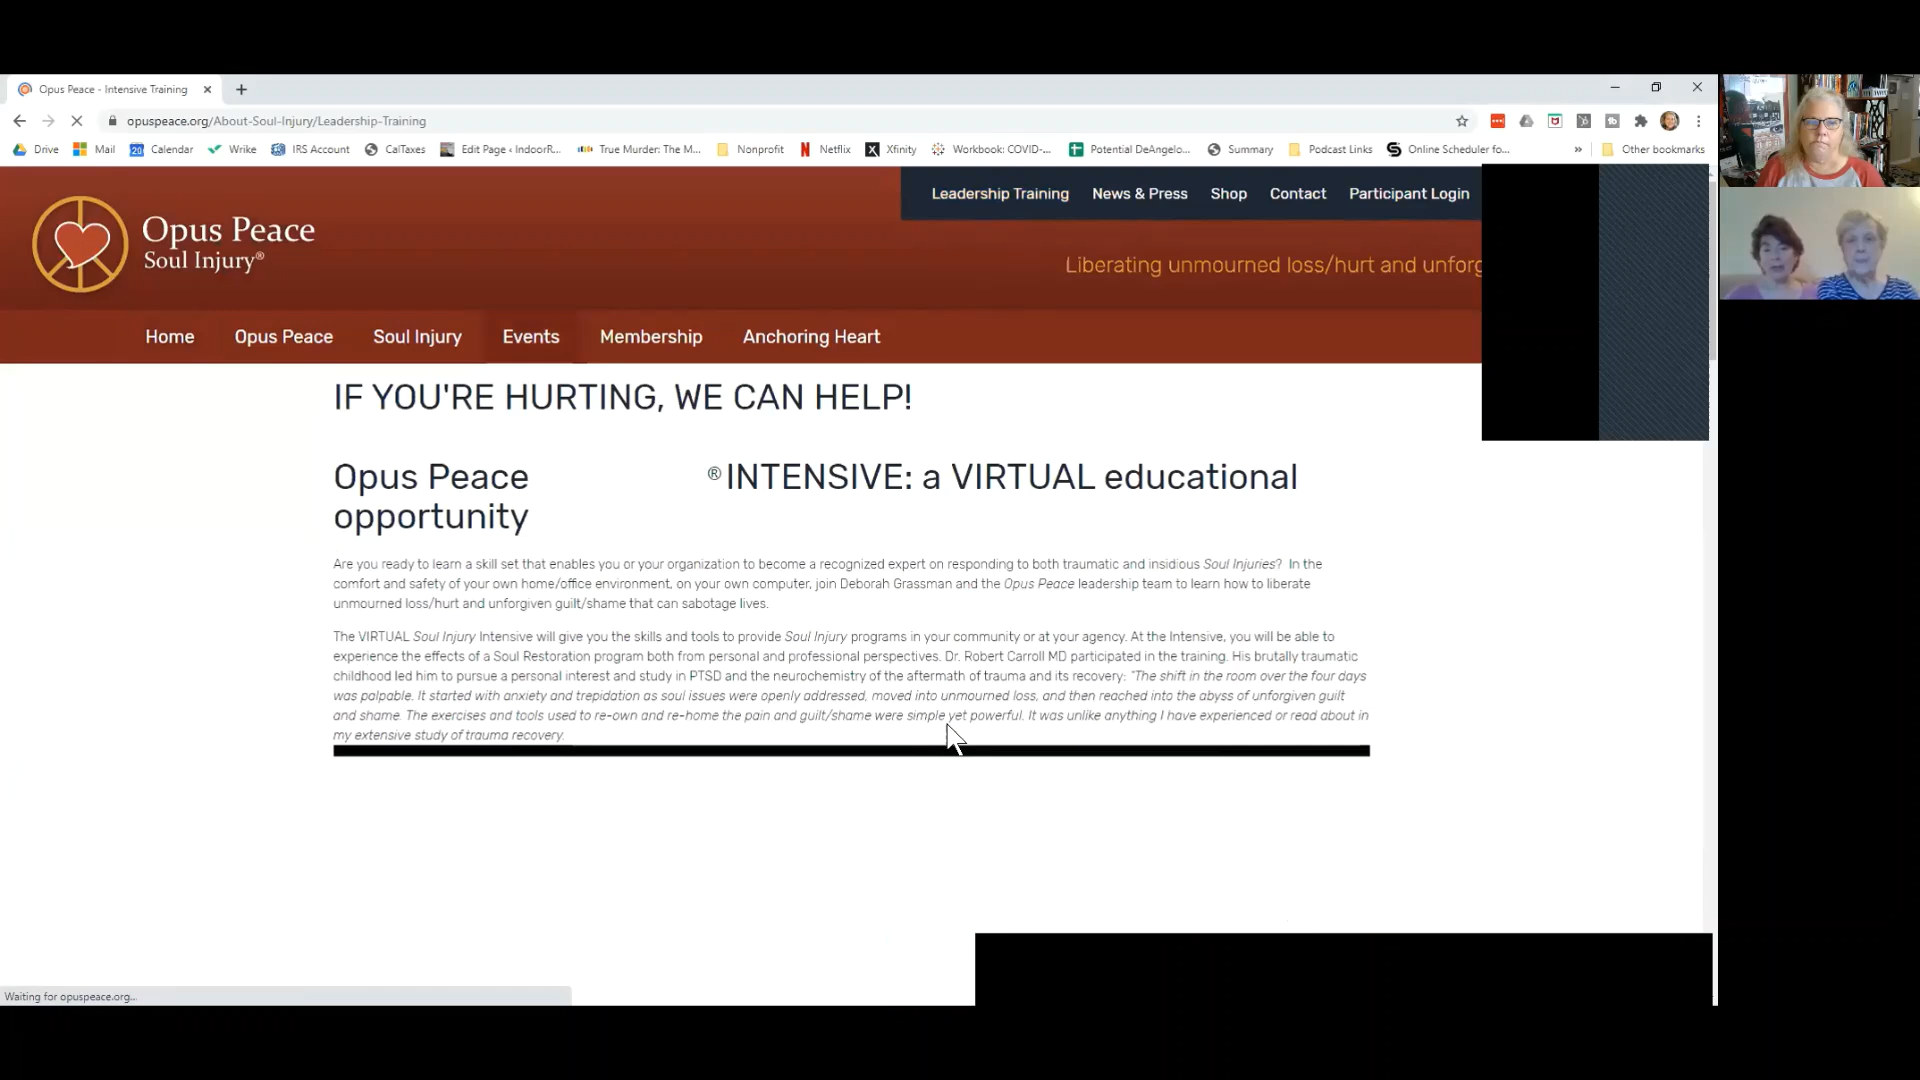 Opus Peace - Intensive Training
opuspeace.org/About-Soul-Injury/Leadership-Training
Drive Mail Calendar Wrike IRS Account CalTaxes Edit Page ‹ IndoorR... True Murder: The M... Nonprofit Netflix Xfinity Workbook: COVID-... Potential DeAngelo... Summary Podcast Links Online Scheduler fo... » Other bookmarks
Leadership Training News & Press Shop Contact Participant Login
Opus Peace
Soul Injury®
Liberating unmourned loss/hurt and unforg
Home Opus Peace Soul Injury Events Membership Anchoring Heart
IF YOU'RE HURTING, WE CAN HELP!
Opus Peace ® INTENSIVE: a VIRTUAL educational
opportunity
Are you ready to learn a skill set that enables you or your organization to become a recognized expert on responding to both traumatic and insidious Soul Injuries? In the
comfort and safety of your own home/office environment, on your own computer, join Deborah Grassman and the Opus Peace leadership team to learn how to liberate
unmourned loss/hurt and unforgiven guilt/shame that can sabotage lives.
The VIRTUAL Soul Injury Intensive will give you the skills and tools to provide Soul Injury programs in your community or at your agency. At the Intensive, you will be able to
experience the effects of a Soul Restoration program both from personal and professional perspectives. Dr. Robert Carroll MD participated in the training. His brutally traumatic
childhood led him to pursue a personal interest and study in PTSD and the neurochemistry of the aftermath of trauma and its recovery: "The shift in the room over the four days
was palpable. It started with anxiety and trepidation as soul issues were openly addressed, moved into unmourned loss, and then reached into the abyss of unforgiven guilt
and shame. The exercises and tools used to re-own and re-home the pain and guilt/shame were simple yet powerful. It was unlike anything I have experienced or read about in
my extensive study of trauma recovery.
Waiting for opuspeace.org...